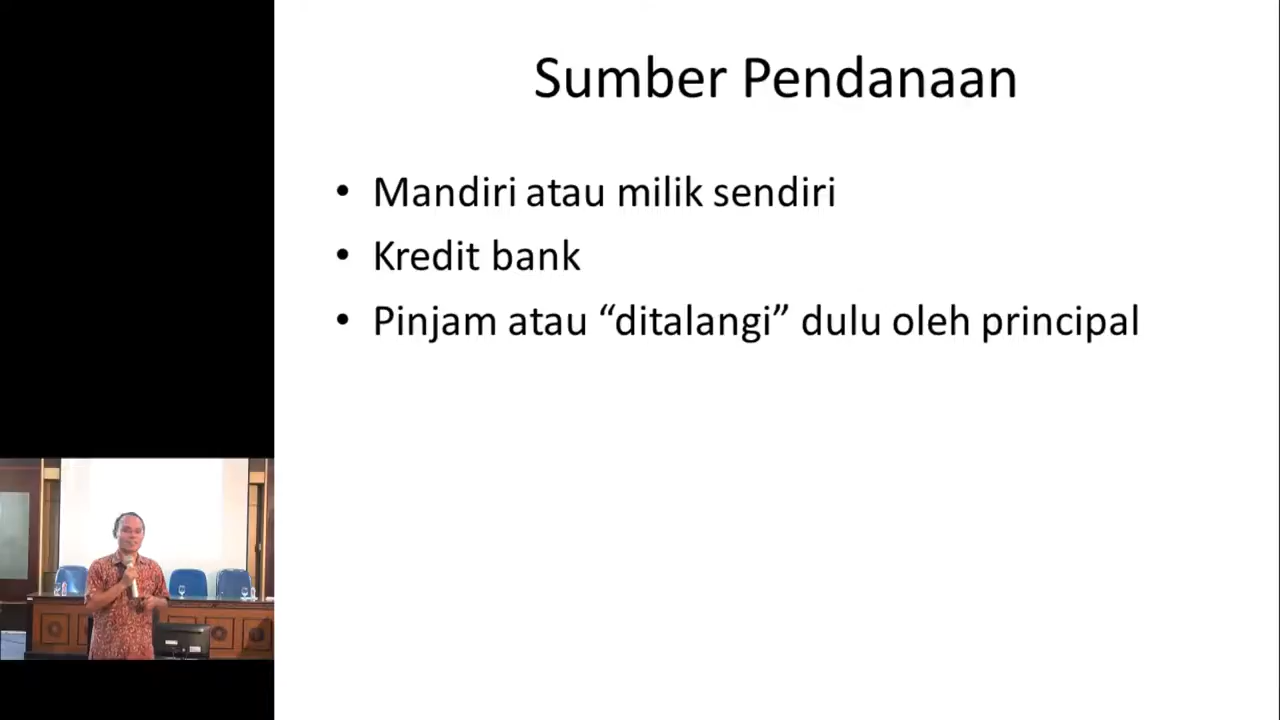 Sumber Pendanaan
• Mandiri atau milik sendiri
• Kredit bank
• Pinjam atau “ditalangi” dulu oleh principal